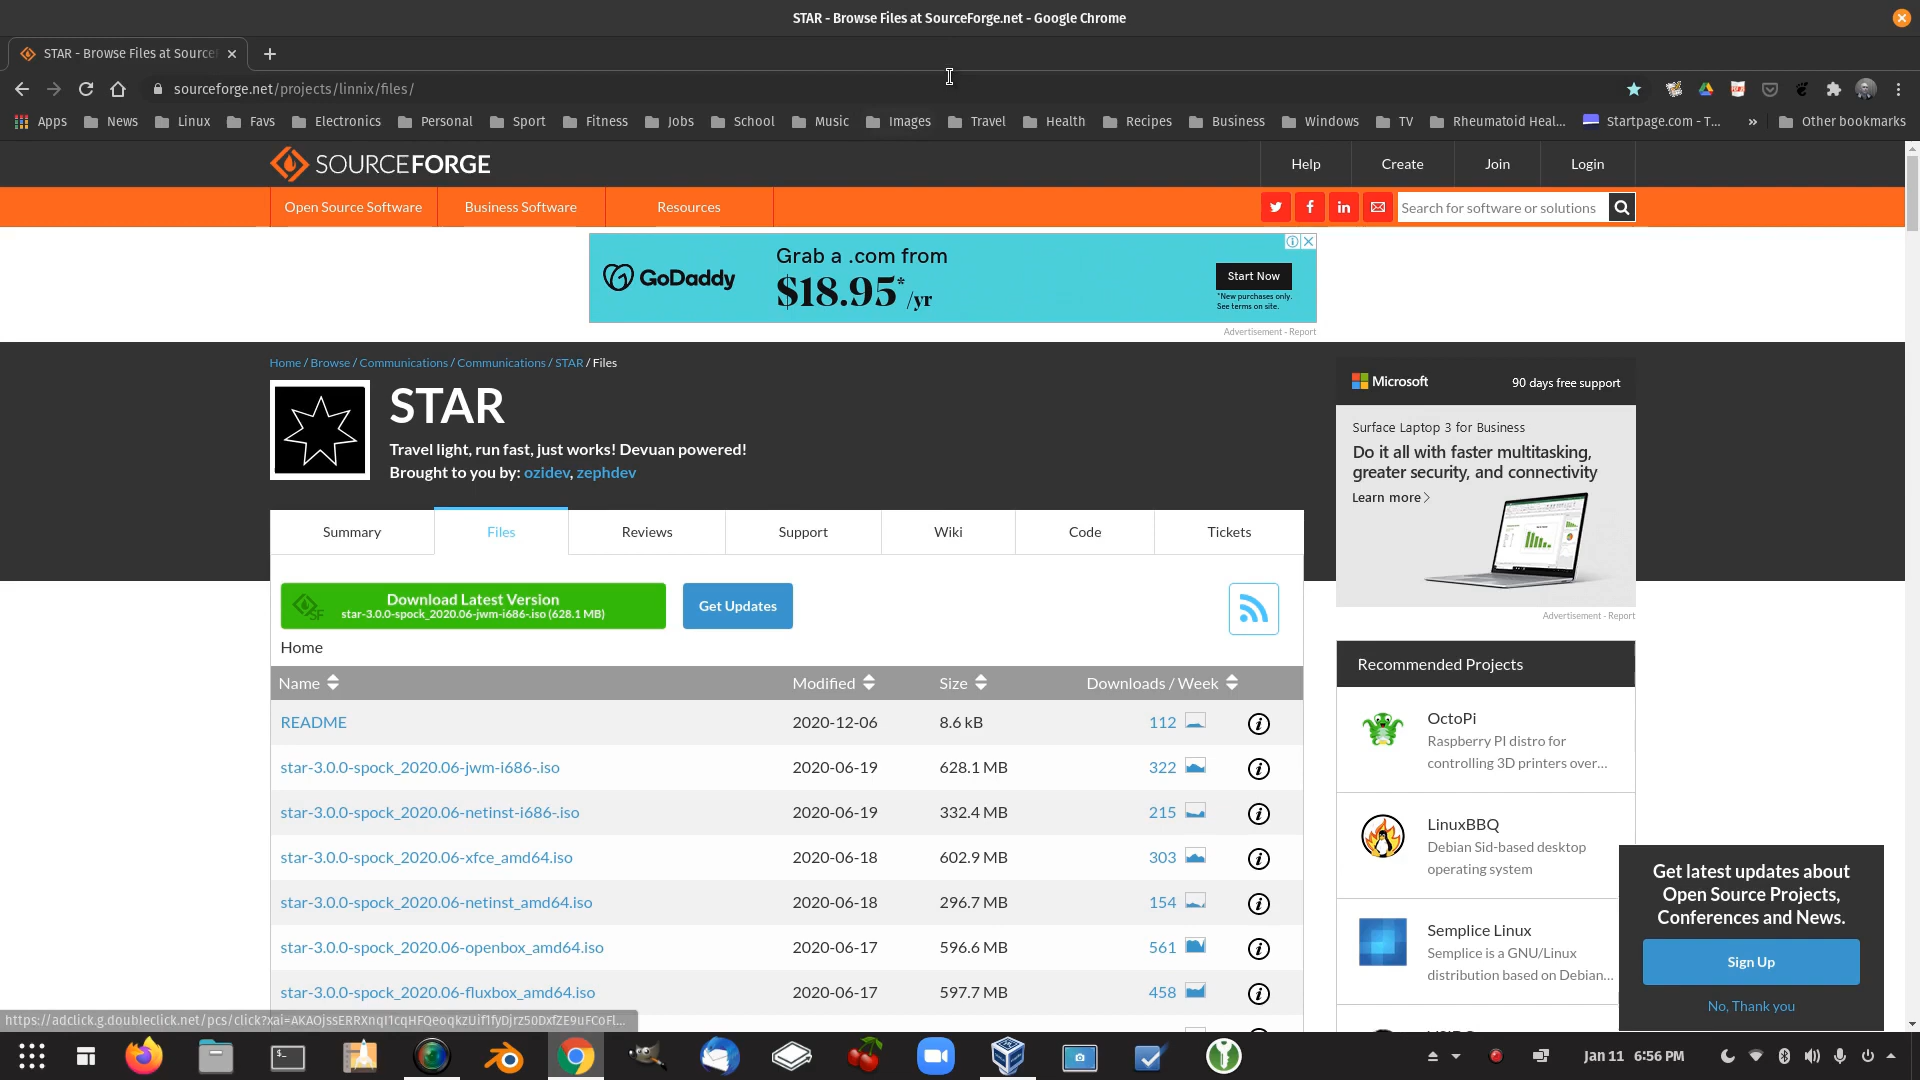 STAR - Browse Files at SourceForge.net - Google Chrome
STAR - Browse Files at Source
sourceforge.net/projects/linnix/files/
Apps News Linux Favs Electronics Personal Sport Fitness Jobs School Music Images Travel Health Recipes Business Windows TV Rheumatoid Heal... Startpage.com - T... » Other bookmarks
SOURCEFORGE
Help Create Join Login
Open Source Software Business Software Resources
Search for software or solutions
GoDaddy
Grab a .com from
$18.95*/yr
Start Now
*New purchases only.
See terms on site.
Advertisement - Report
Home / Browse / Communications / Communications / STAR / Files
STAR
Travel light, run fast, just works! Devuan powered!
Brought to you by: ozidev, zephdev
Microsoft 90 days free support
Surface Laptop 3 for Business
Do it all with faster multitasking,
greater security, and connectivity
Learn more
Advertisement - Report
Summary Files Reviews Support Wiki Code Tickets
Download Latest Version
star-3.0.0-spock_2020.06-jwm-i686-.iso (628.1 MB)
Get Updates
Home
Name Modified Size Downloads / Week
README 2020-12-06 8.6 kB 112
star-3.0.0-spock_2020.06-jwm-i686-.iso 2020-06-19 628.1 MB 322
star-3.0.0-spock_2020.06-netinst-i686-.iso 2020-06-19 332.4 MB 215
star-3.0.0-spock_2020.06-xfce_amd64.iso 2020-06-18 602.9 MB 303
star-3.0.0-spock_2020.06-netinst_amd64.iso 2020-06-18 296.7 MB 154
star-3.0.0-spock_2020.06-openbox_amd64.iso 2020-06-17 596.6 MB 561
star-3.0.0-spock_2020.06-fluxbox_amd64.iso 2020-06-17 597.7 MB 458
Recommended Projects
OctoPi
Raspberry PI distro for
controlling 3D printers over...
LinuxBBQ
Debian Sid-based desktop
operating system
Semplice Linux
Semplice is a GNU/Linux
distribution based on Debian...
Get latest updates about
Open Source Projects,
Conferences and News.
Sign Up
No, Thank you
Jan 11 6:56 PM